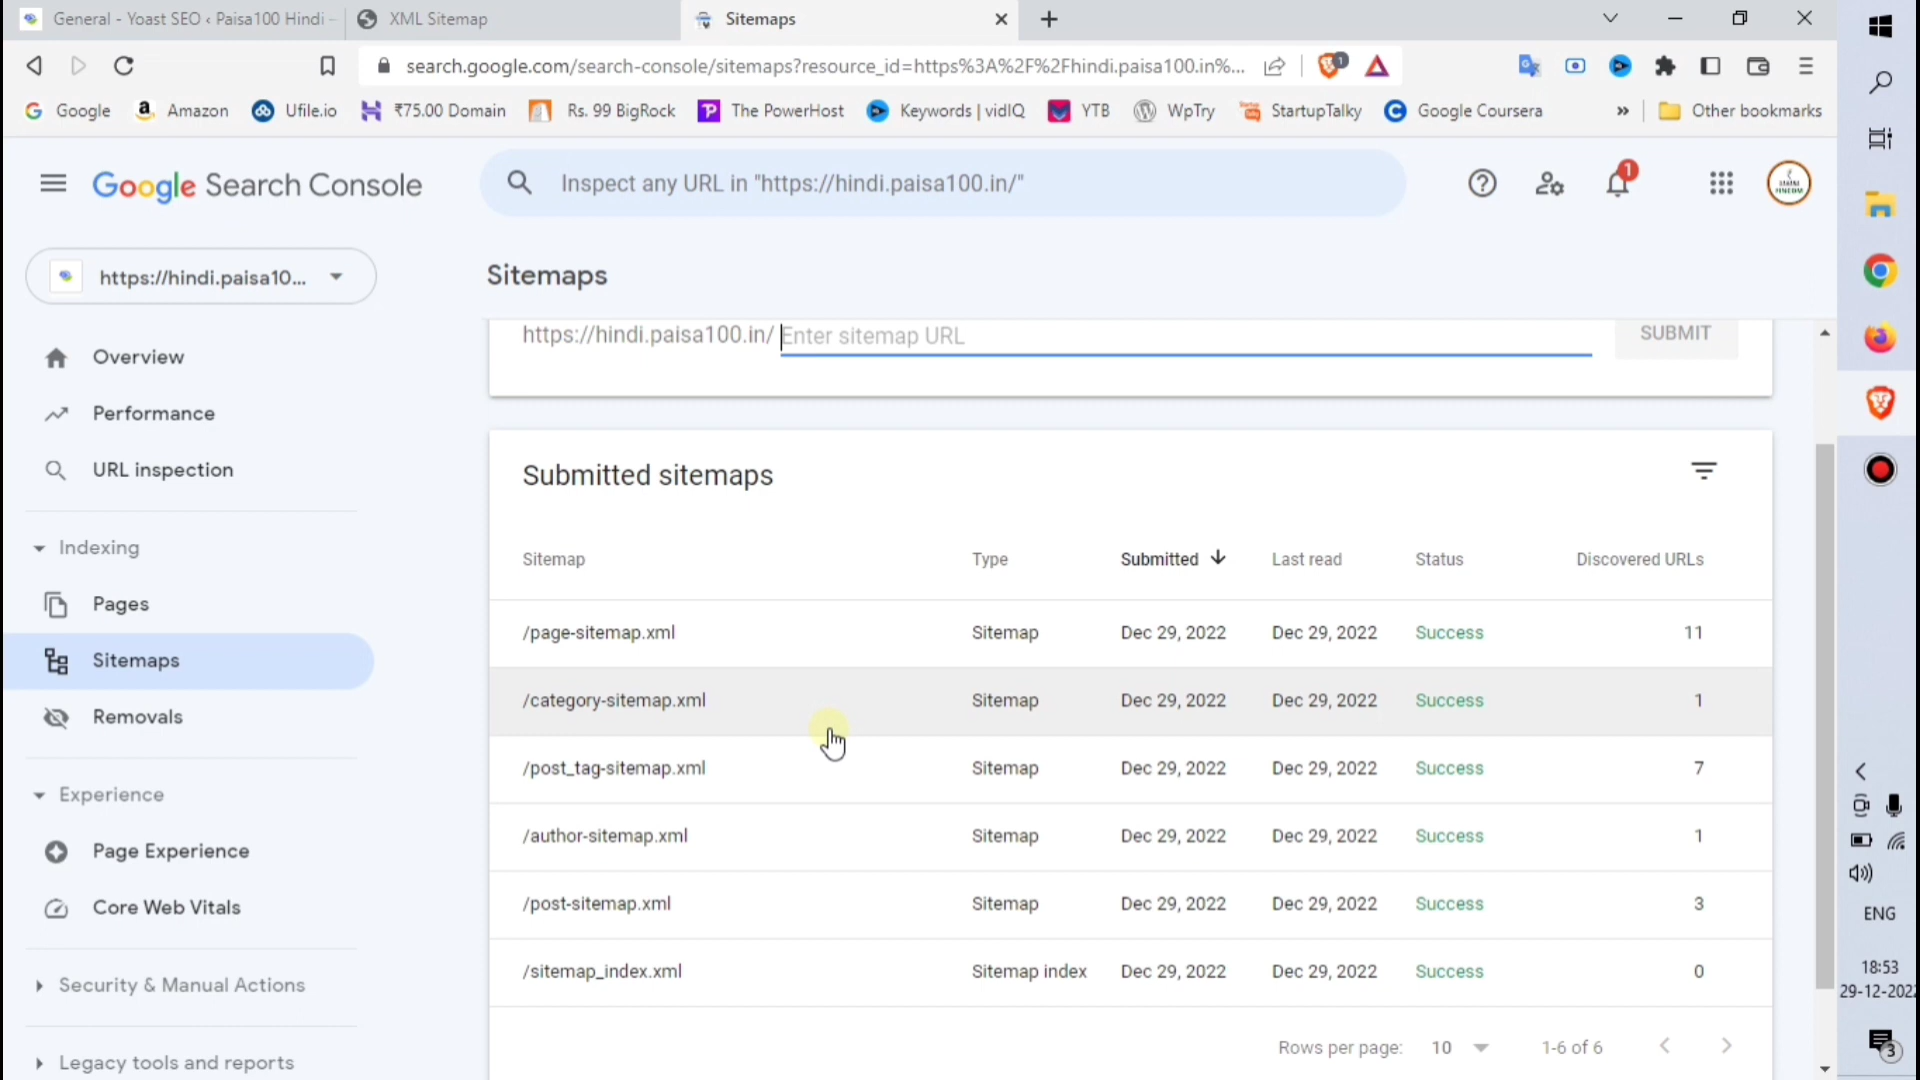 General - Yoast SEO ‹ Paisa100 Hindi -
XML Sitemap
Sitemaps
search.google.com/search-console/sitemaps?resource_id=https%3A%2F%2Fhindi.paisa100.in%...
1
Google
Amazon
Ufile.io
₹75.00 Domain
Rs. 99 BigRock
The PowerHost
Keywords | vidIQ
YTB
WpTry
StartupTalky
Google Coursera
»
Other bookmarks
Google Search Console
Inspect any URL in "https://hindi.paisa100.in/"
1
https://hindi.paisa10...
Sitemaps
https://hindi.paisa100.in/ Enter sitemap URL
SUBMIT
Overview
Performance
URL inspection
Indexing
Pages
Sitemaps
Removals
Experience
Page Experience
Core Web Vitals
Security & Manual Actions
Legacy tools and reports
Submitted sitemaps
Sitemap Type Submitted Last read Status Discovered URLs
/page-sitemap.xml Sitemap Dec 29, 2022 Dec 29, 2022 Success 11
/category-sitemap.xml Sitemap Dec 29, 2022 Dec 29, 2022 Success 1
/post_tag-sitemap.xml Sitemap Dec 29, 2022 Dec 29, 2022 Success 7
/author-sitemap.xml Sitemap Dec 29, 2022 Dec 29, 2022 Success 1
/post-sitemap.xml Sitemap Dec 29, 2022 Dec 29, 2022 Success 3
/sitemap_index.xml Sitemap index Dec 29, 2022 Dec 29, 2022 Success 0
Rows per page: 10 1-6 of 6
ENG
18:53
29-12-202
3